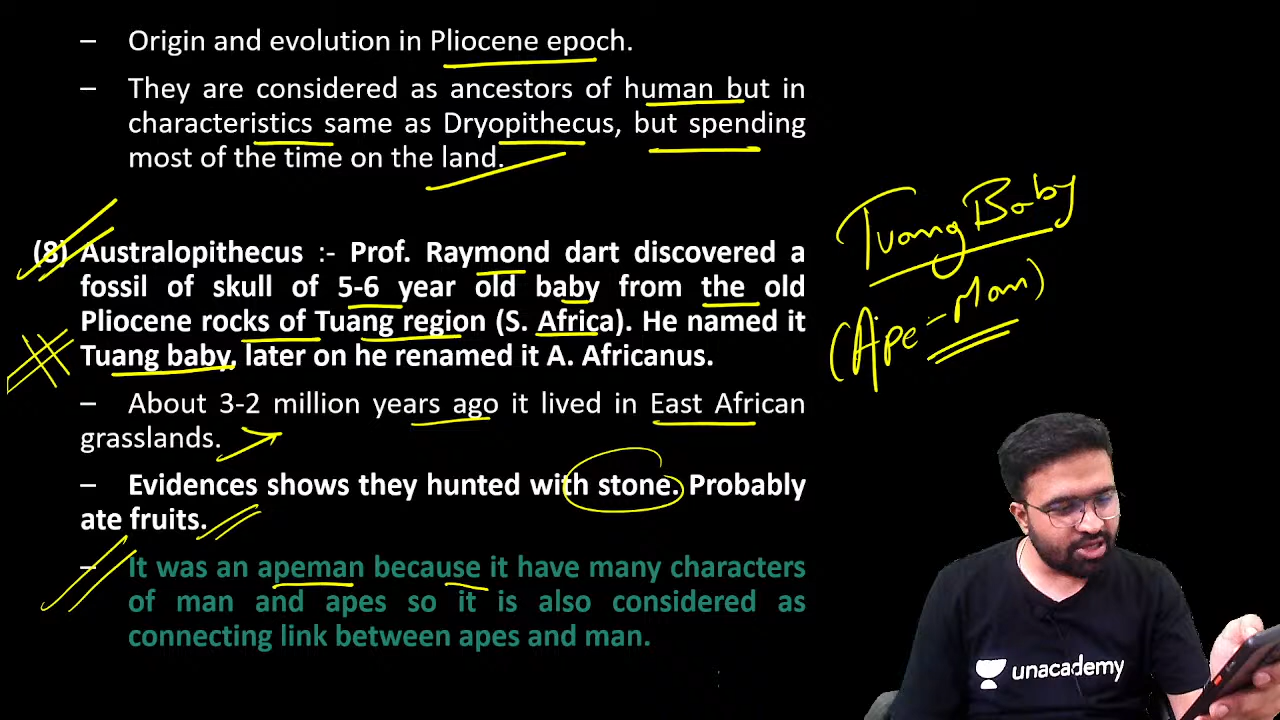 – Origin and evolution in Pliocene epoch.
– They are considered as ancestors of human but in
characteristics same as Dryopithecus, but spending
most of the time on the land.
(8) Australopithecus :- Prof. Raymond dart discovered a
fossil of skull of 5-6 year old baby from the old
Pliocene rocks of Tuang region (S. Africa). He named it
Tuang baby, later on he renamed it A. Africanus.
– About 3-2 million years ago it lived in East African
grasslands.
– Evidences shows they hunted with stone. Probably
ate fruits.
– It was an apeman because it have many characters
of man and apes so it is also considered as
connecting link between apes and man.
Tuang Baby
(Ape-Man)
unacademy